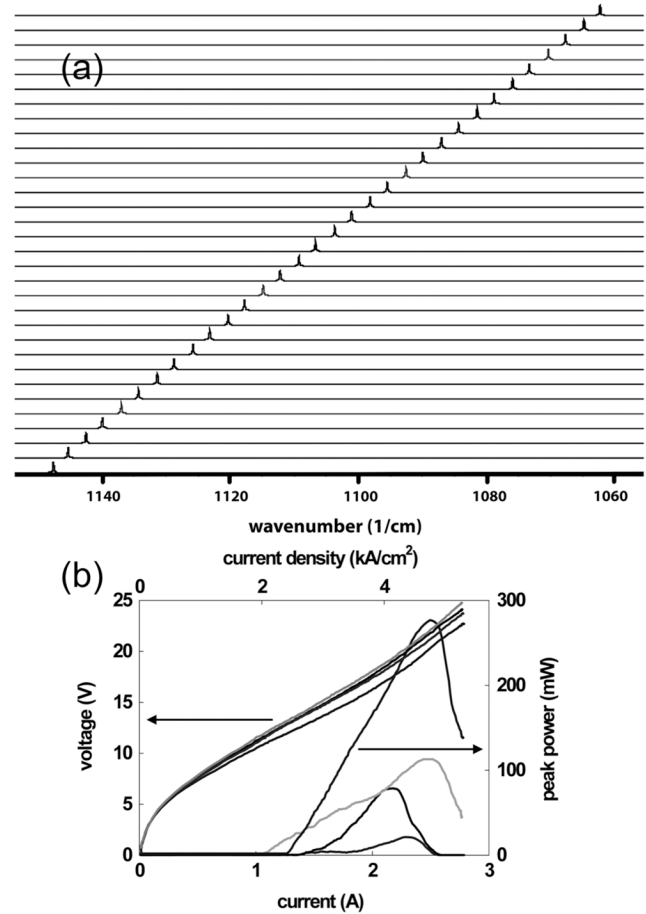 (a)
1140 1120 1100 1080 1060
wavenumber (1/cm)
current density (kA/cm2)
(b)
0 2 4
25 300
20
200
15
10
100
5
0 0
voltage (V)
peak power (mW)
0 1 2 3
current (A)